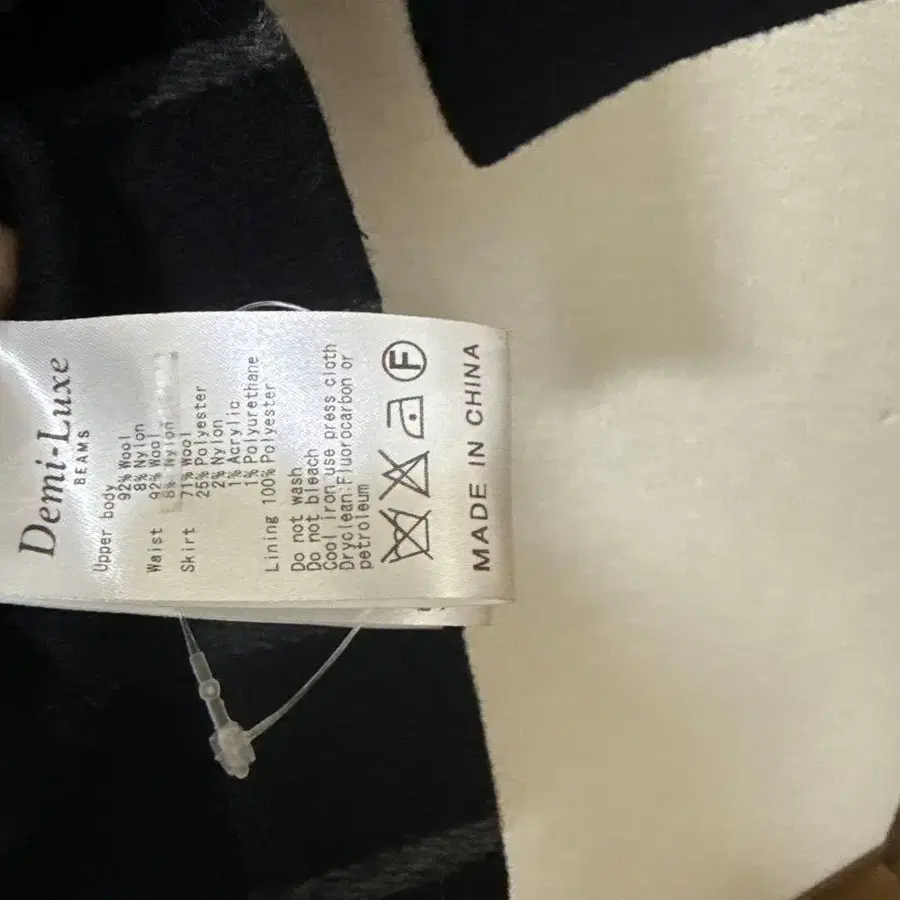 Demi-Luxe
BEAMS
Upper body
92% Wool
8% Nylon
Waist 92% Wool
8% Nylon
Skirt 71% Wool
25% Polyester
2% Nylon
1% Acrylic
1% Polyurethane
Lining 100% Polyester
Do not wash
Do not bleach
Cool iron,use press cloth
Dryclean:Fluorocarbon or
petroleum
F
MADE IN CHINA